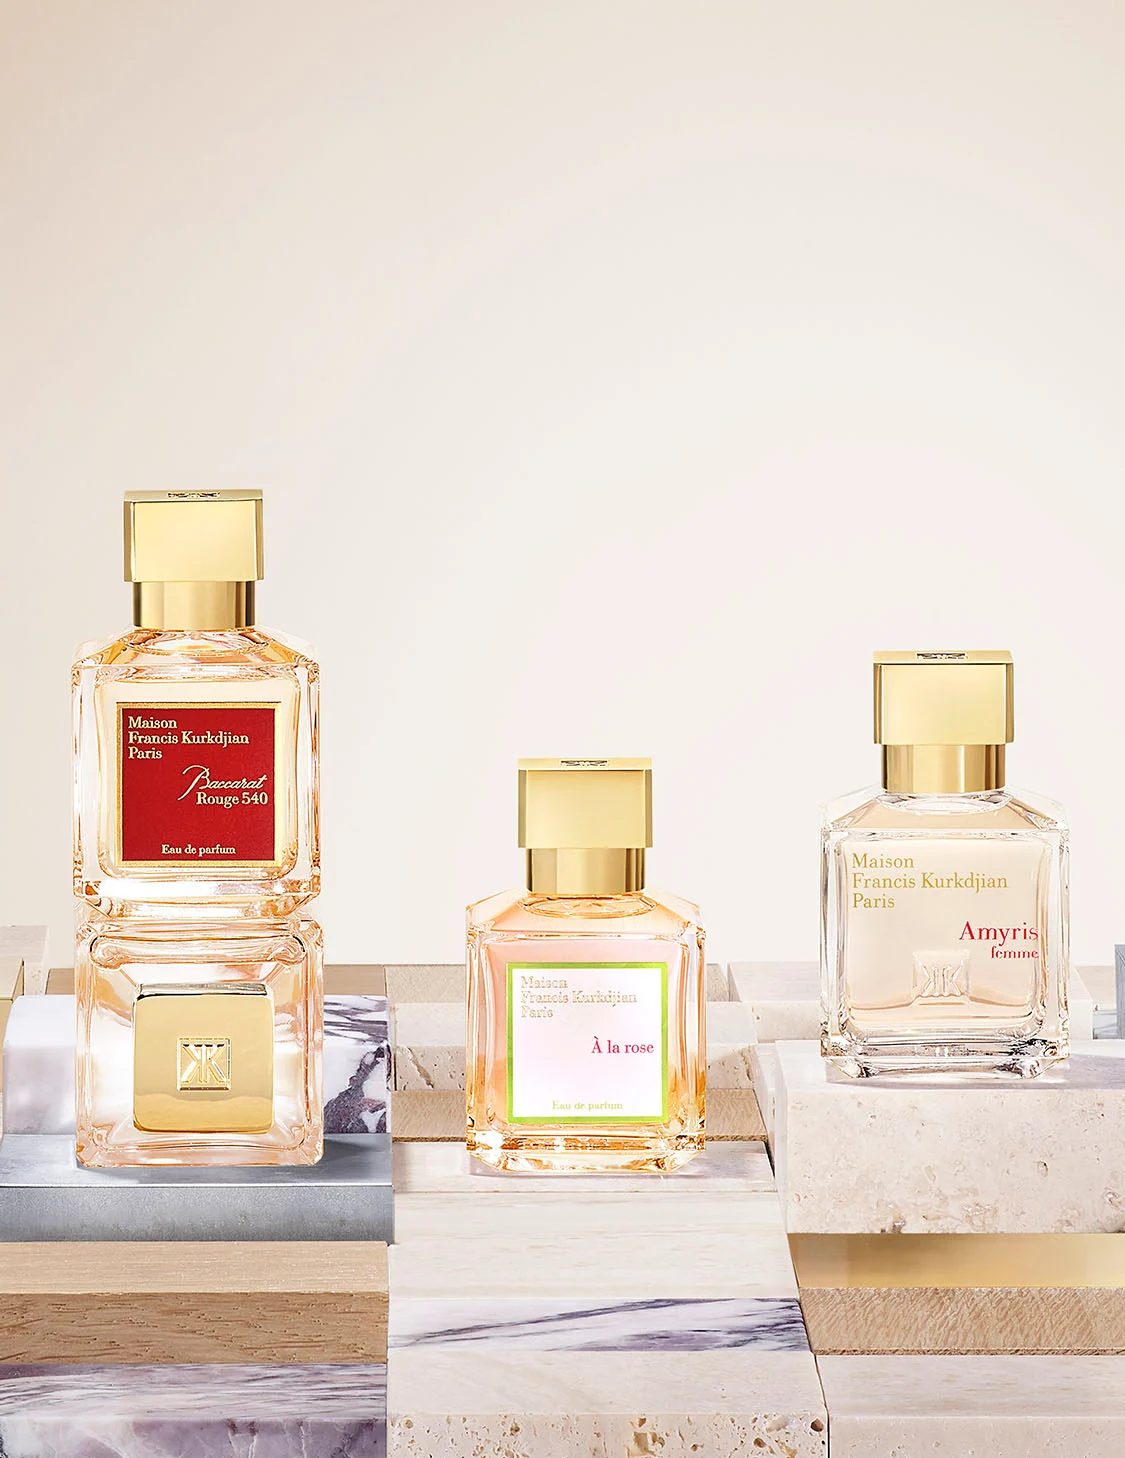 Maison
Francis Kurkdjian
Paris
Baccarat
Rouge 540
Eau de parfum
Maison
Francis Kurkdjian
Paris
À la rose
Eau de parfum
Maison
Francis Kurkdjian
Paris
Amyris
femme